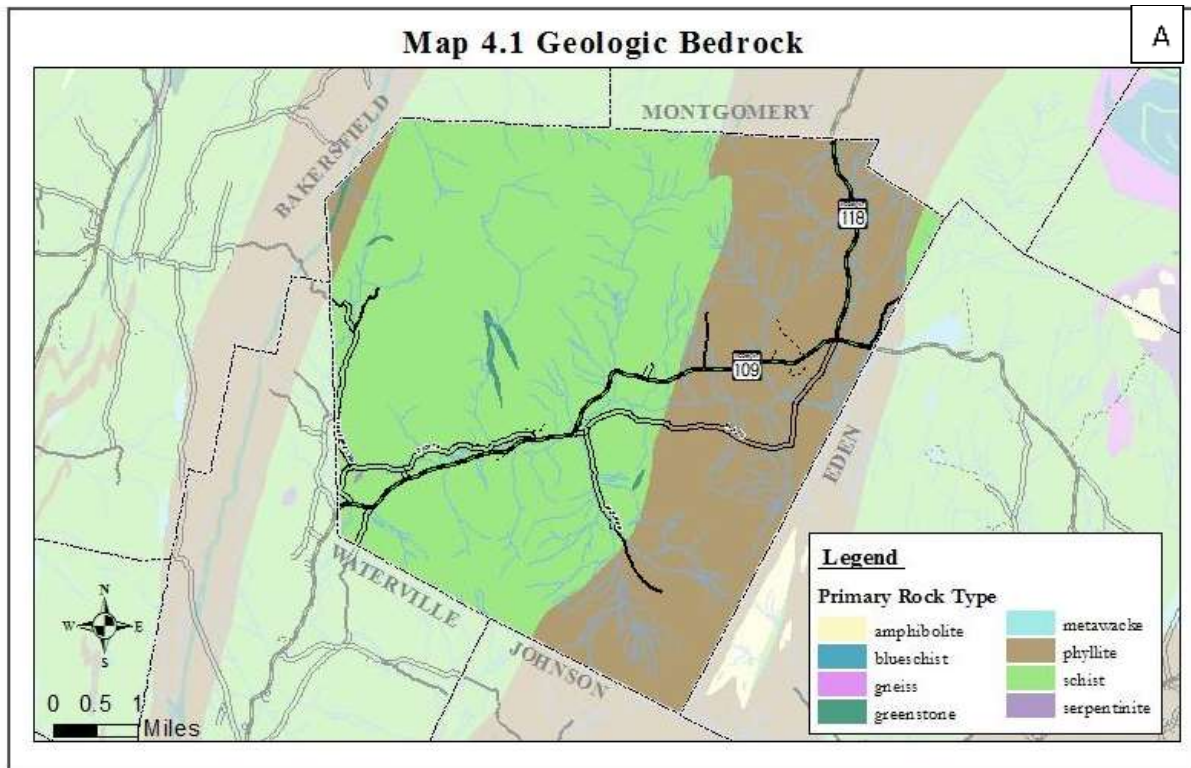 A
Map 4.1 Geologic Bedrock
MONTGOMERY
BAKERSFIELD
118
109
EDEN
WATERVILLE
JOHNSON
N
W E
S
0 0.5 1
Miles
Legend
Primary Rock Type
amphibolite
blueschist
gneiss
greenstone
metawacke
phyllite
schist
serpentinite